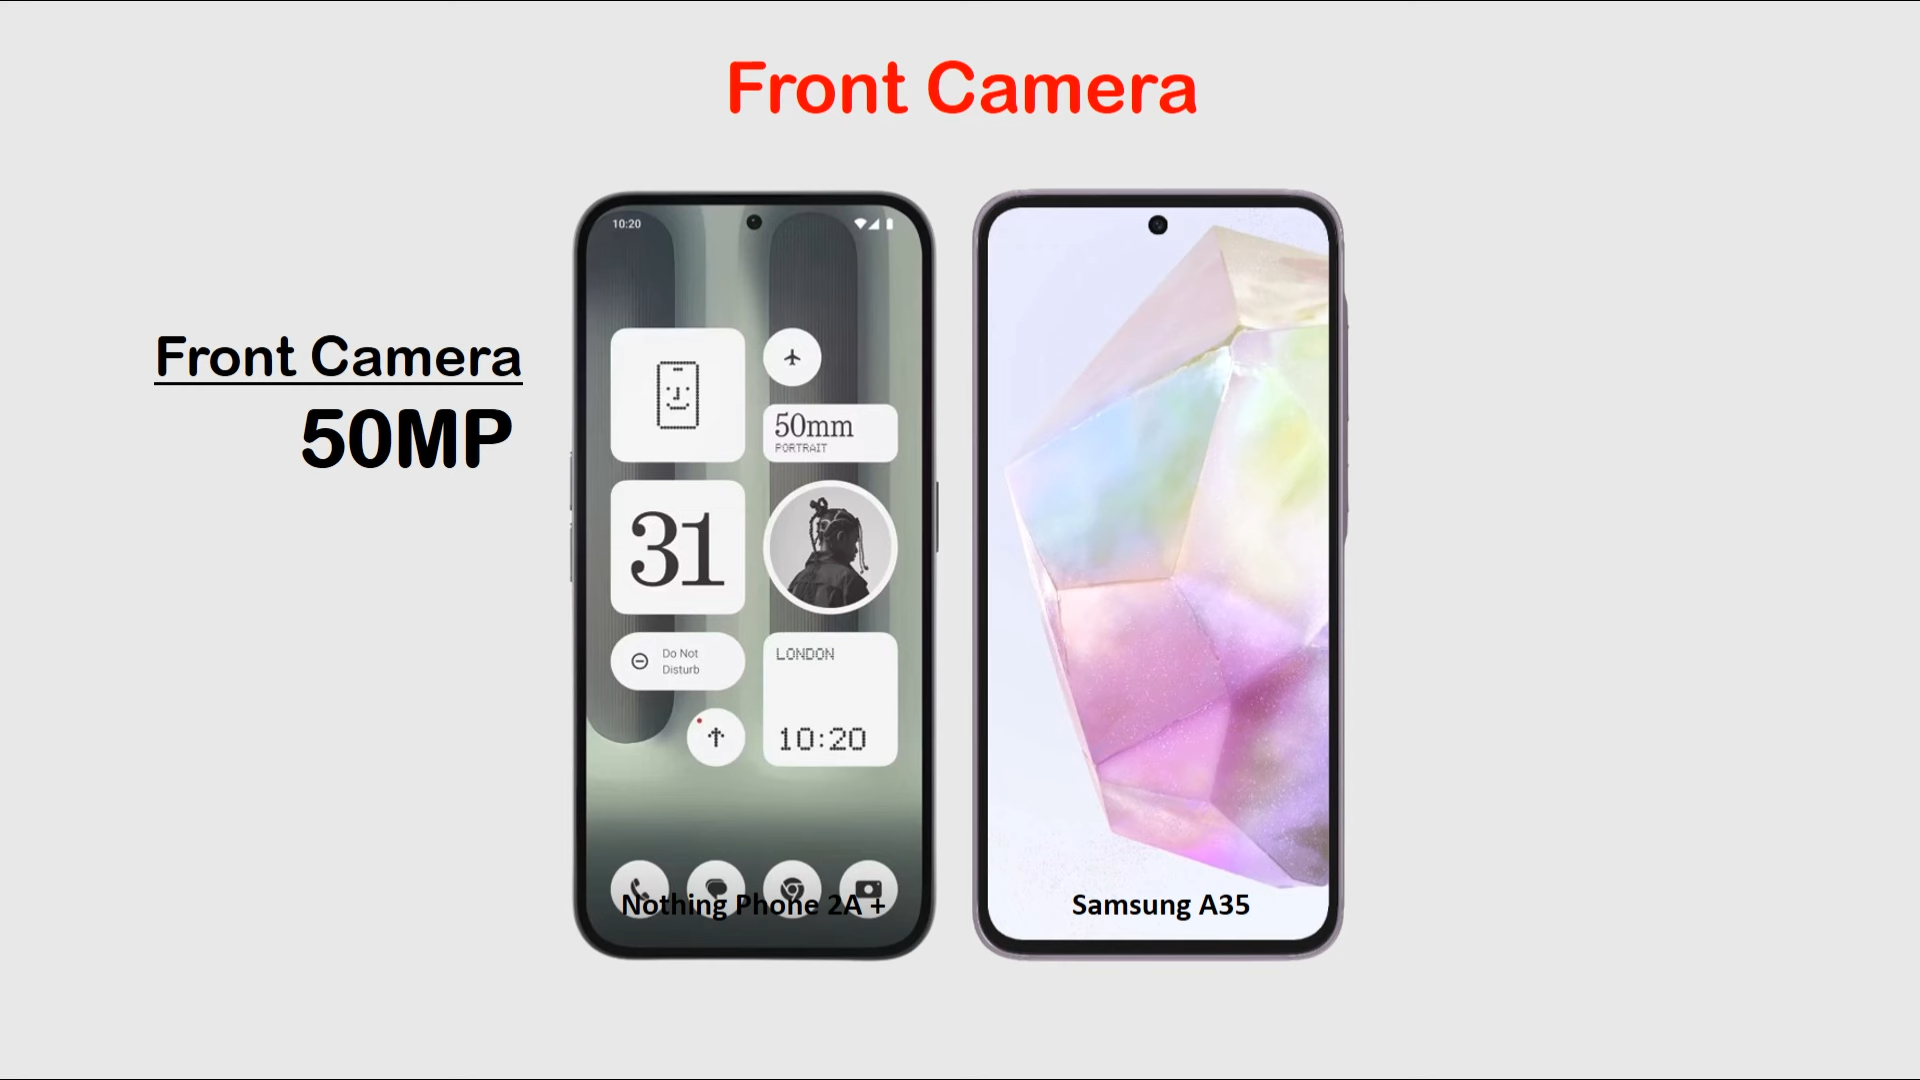 Front Camera
Front Camera
50MP
10:20
50mm
PORTRAIT
31
Do Not
Disturb
LONDON
10:20
Nothing Phone 2A +
Samsung A35